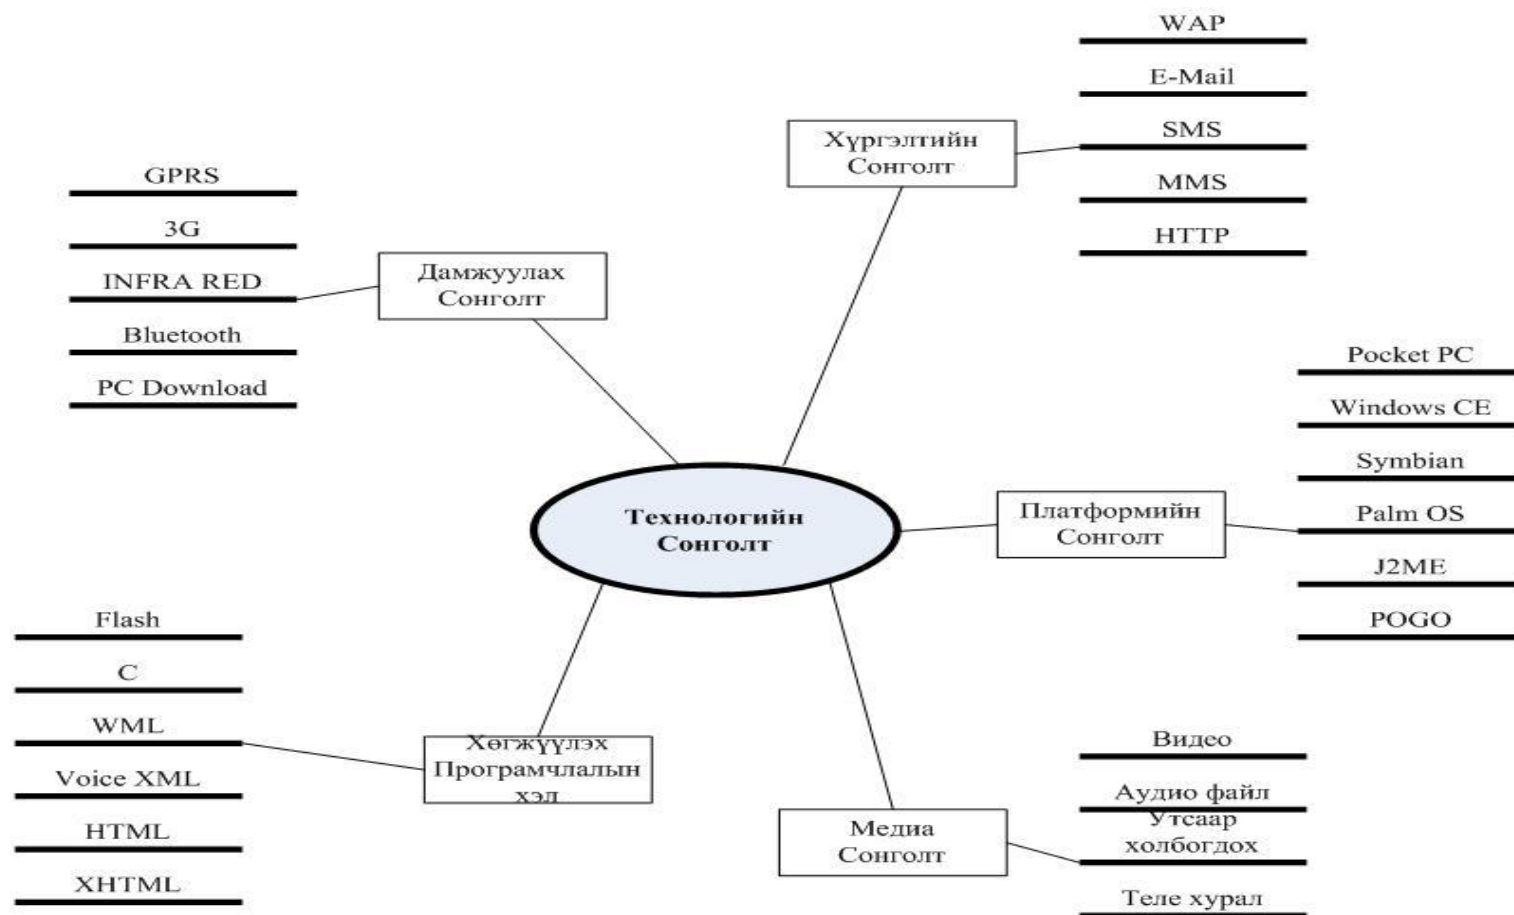 WAP
E-Mail
SMS
MMS
HTTP
Хүргэлтийн
Сонголт
GPRS
3G
INFRA RED
Bluetooth
PC Download
Дамжуулах
Сонголт
Pocket PC
Windows CE
Symbian
Palm OS
J2ME
POGO
Платформийн
Сонголт
Технологийн
Сонголт
Flash
C
WML
Voice XML
HTML
XHTML
Хөгжүүлэх
Програмчлалын
хэл
Медиа
Сонголт
Видео
Аудио файл
Утсаар
холбогдох
Теле хурал